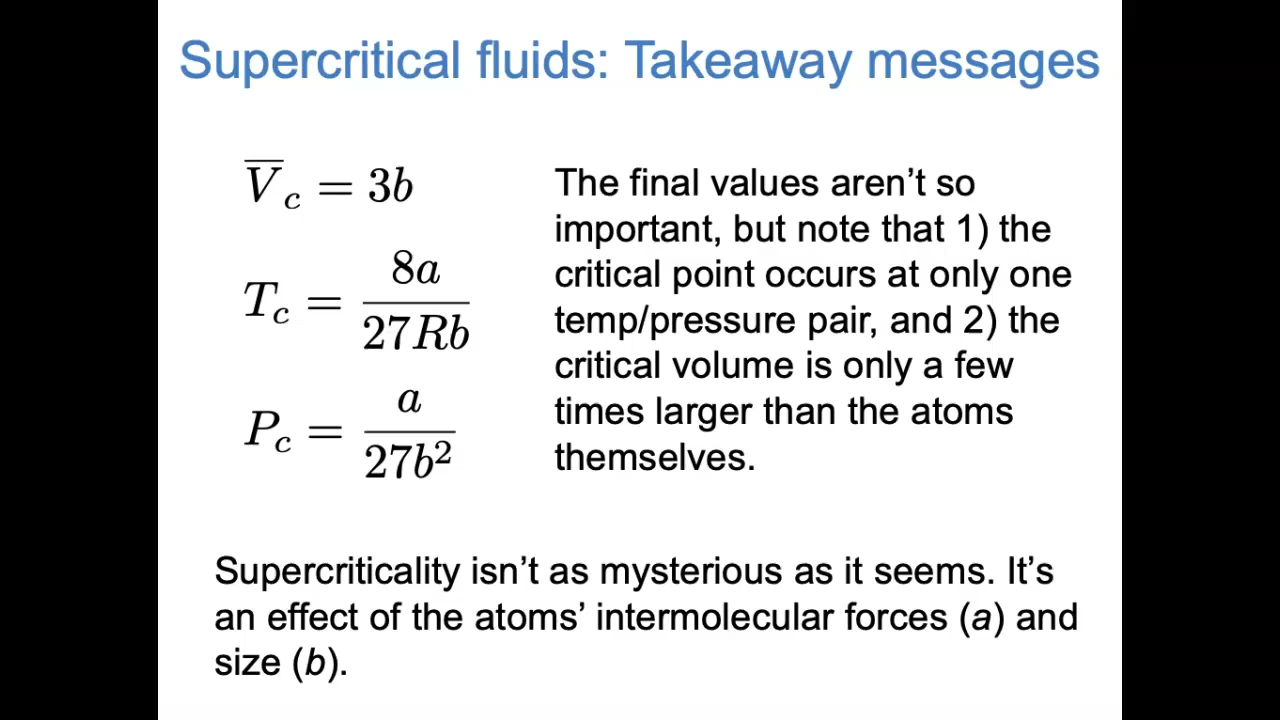 Supercritical fluids: Takeaway messages
V̅c = 3b
Tc = 8a / 27Rb
Pc = a / 27b²
The final values aren’t so
important, but note that 1) the
critical point occurs at only one
temp/pressure pair, and 2) the
critical volume is only a few
times larger than the atoms
themselves.
Supercriticality isn’t as mysterious as it seems. It’s
an effect of the atoms’ intermolecular forces (a) and
size (b).